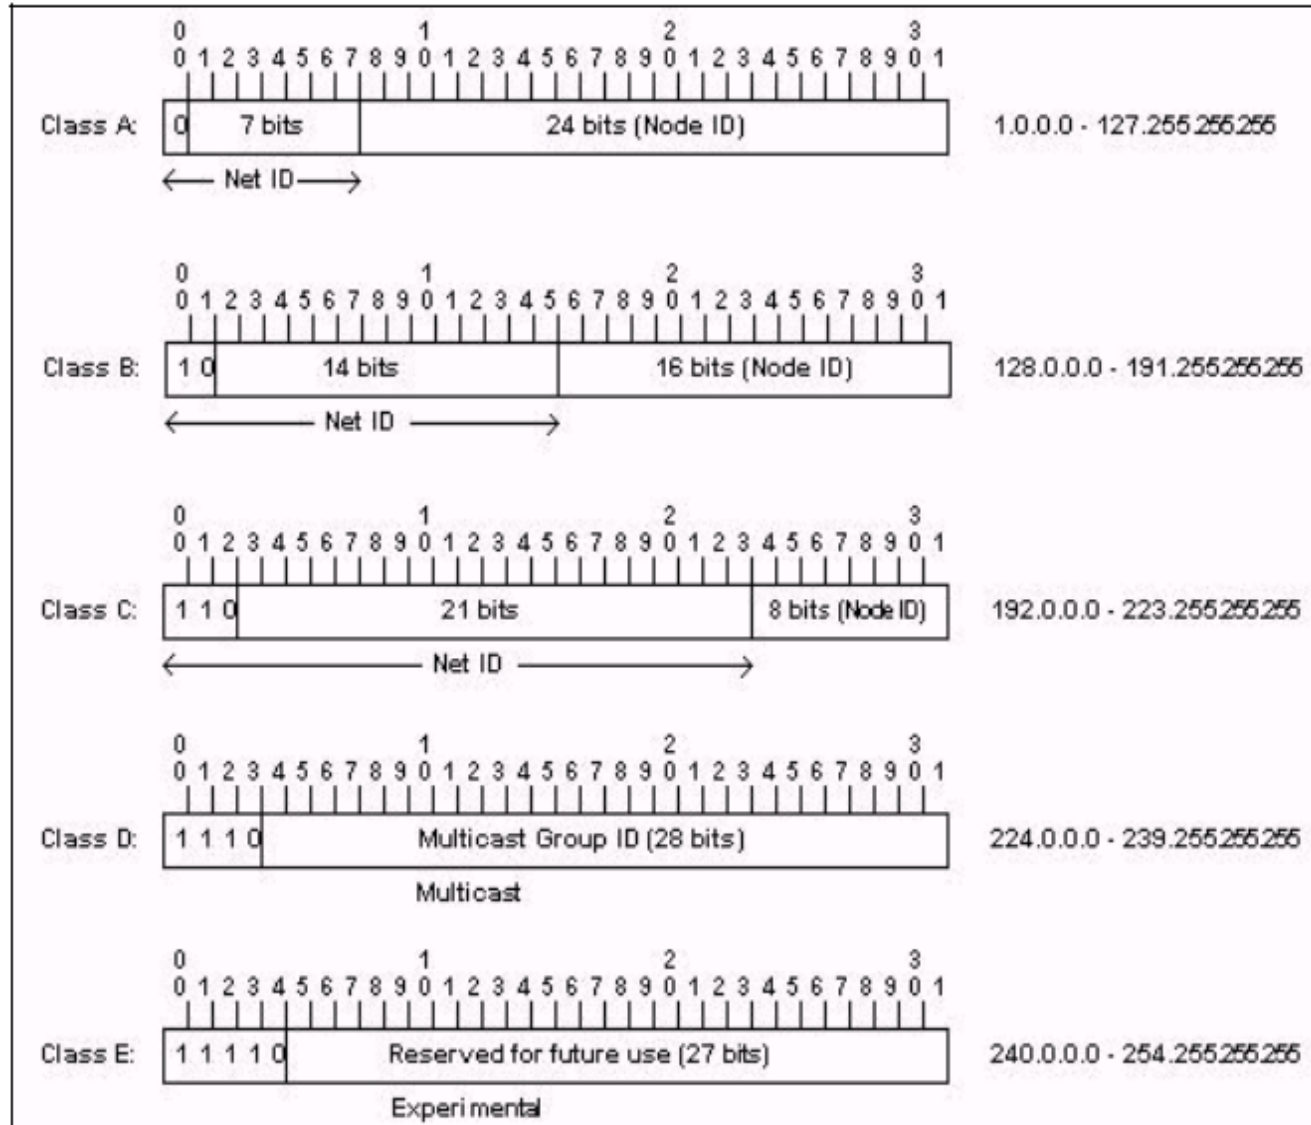 0 1 2 3
0 1 2 3 4 5 6 7 8 9 0 1 2 3 4 5 6 7 8 9 0 1 2 3 4 5 6 7 8 9 0 1
Class A: 0 7 bits 24 bits (Node ID) 1.0.0.0 - 127.255.255.255
Net ID
0 1 2 3
0 1 2 3 4 5 6 7 8 9 0 1 2 3 4 5 6 7 8 9 0 1 2 3 4 5 6 7 8 9 0 1
Class B: 1 0 14 bits 16 bits (Node ID) 128.0.0.0 - 191.255.255.255
Net ID
0 1 2 3
0 1 2 3 4 5 6 7 8 9 0 1 2 3 4 5 6 7 8 9 0 1 2 3 4 5 6 7 8 9 0 1
Class C: 1 1 0 21 bits 8 bits (Node ID) 192.0.0.0 - 223.255.255.255
Net ID
0 1 2 3
0 1 2 3 4 5 6 7 8 9 0 1 2 3 4 5 6 7 8 9 0 1 2 3 4 5 6 7 8 9 0 1
Class D: 1 1 1 0 Multicast Group ID (28 bits) 224.0.0.0 - 239.255.255.255
Multicast
0 1 2 3
0 1 2 3 4 5 6 7 8 9 0 1 2 3 4 5 6 7 8 9 0 1 2 3 4 5 6 7 8 9 0 1
Class E: 1 1 1 1 0 Reserved for future use (27 bits) 240.0.0.0 - 254.255.255.255
Experimental